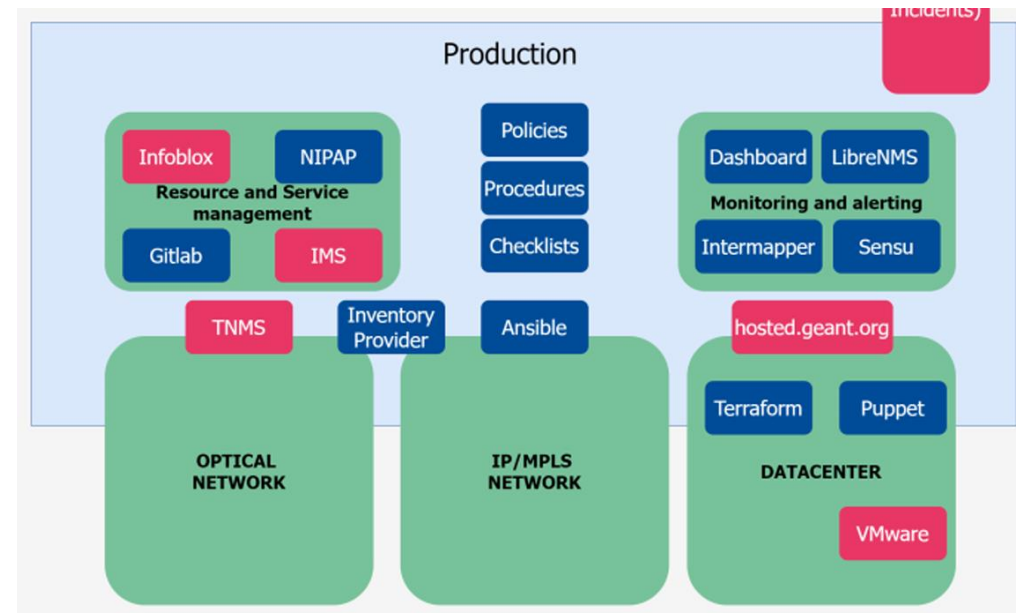 Incidents)
Production
Policies
Procedures
Checklists
Infoblox
NIPAP
Resource and Service
management
Gitlab
IMS
Dashboard
LibreNMS
Monitoring and alerting
Intermapper
Sensu
TNMS
Inventory
Provider
Ansible
hosted.geant.org
Terraform
Puppet
OPTICAL
NETWORK
IP/MPLS
NETWORK
DATACENTER
VMware